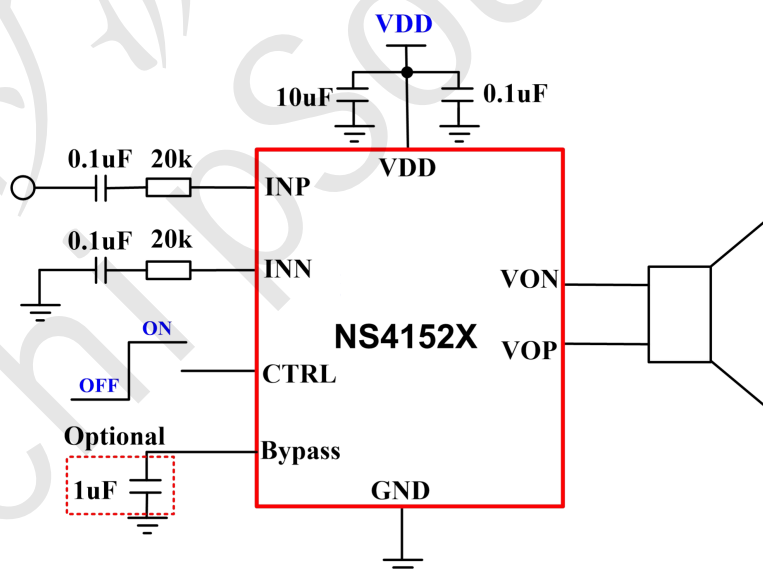 VDD
10uF
0.1uF
VDD
0.1uF 20k
INP
0.1uF 20k
INN
VON
NS4152X
VOP
ON
OFF
CTRL
Optional
Bypass
1uF
GND
chipSou